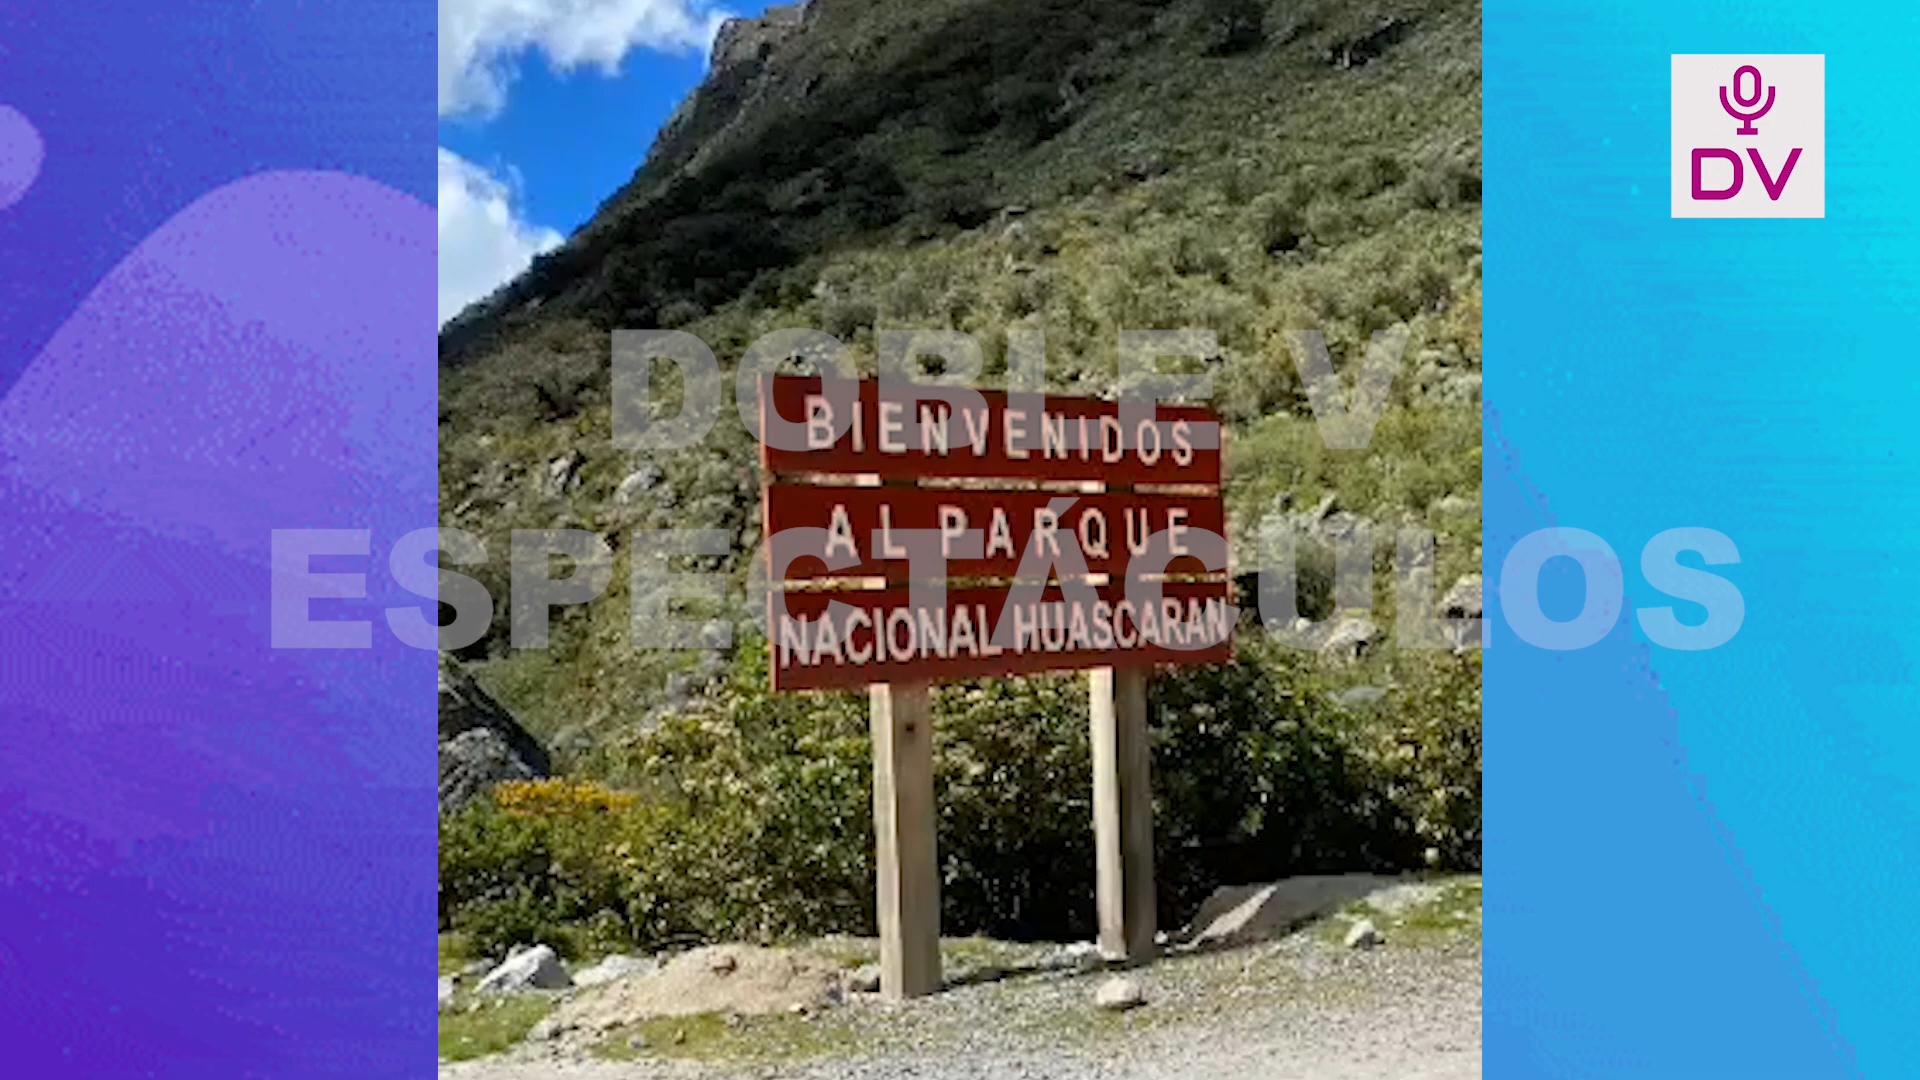 DV
DOBLE V
ESPECTÁCULOS
BIENVENIDOS
AL PARQUE
NACIONAL HUASCARAN